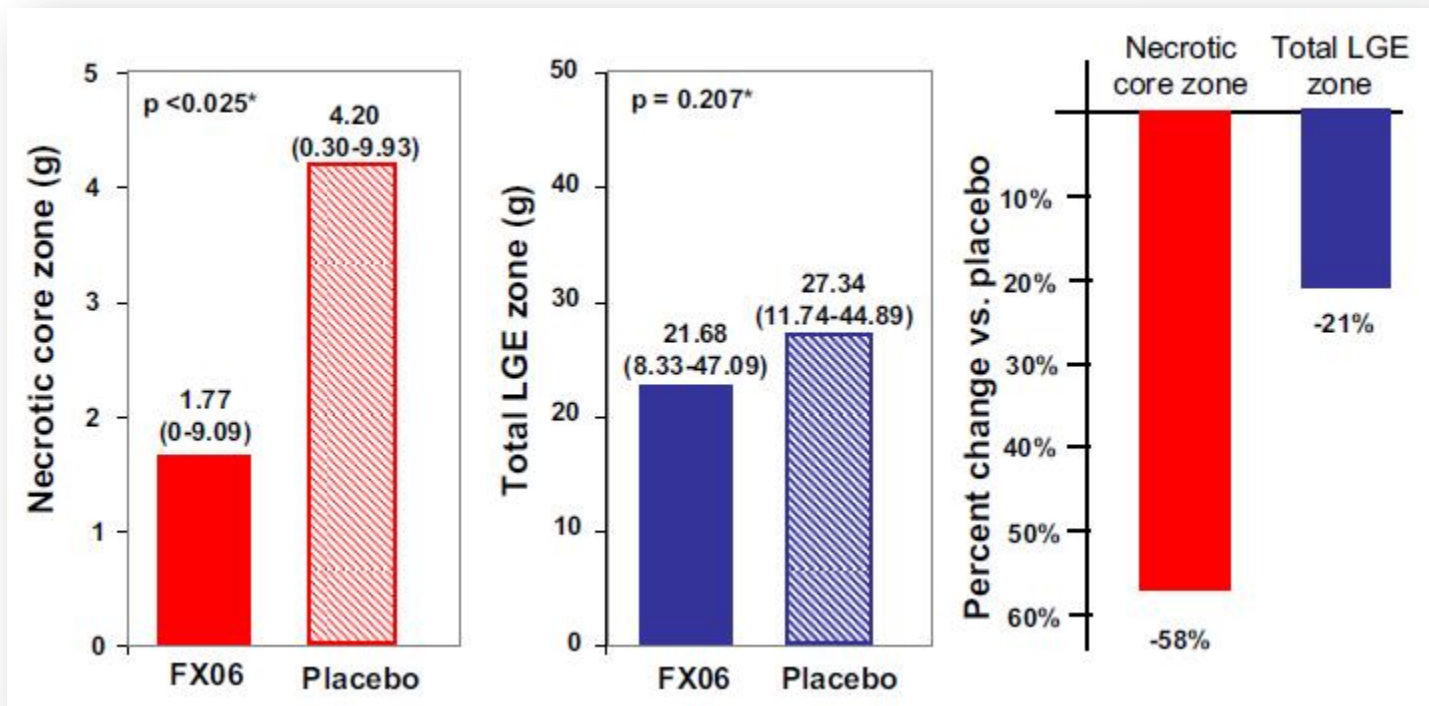 Necrotic core zone (g)
5
4
3
2
1
0
p <0.025*
4.20
(0.30-9.93)
1.77
(0-9.09)
FX06
Placebo
Total LGE zone (g)
50
40
30
20
10
0
p = 0.207*
27.34
(11.74-44.89)
21.68
(8.33-47.09)
FX06
Placebo
Percent change vs. placebo
Necrotic
core zone
Total LGE
zone
10%
20%
30%
40%
50%
60%
-21%
-58%